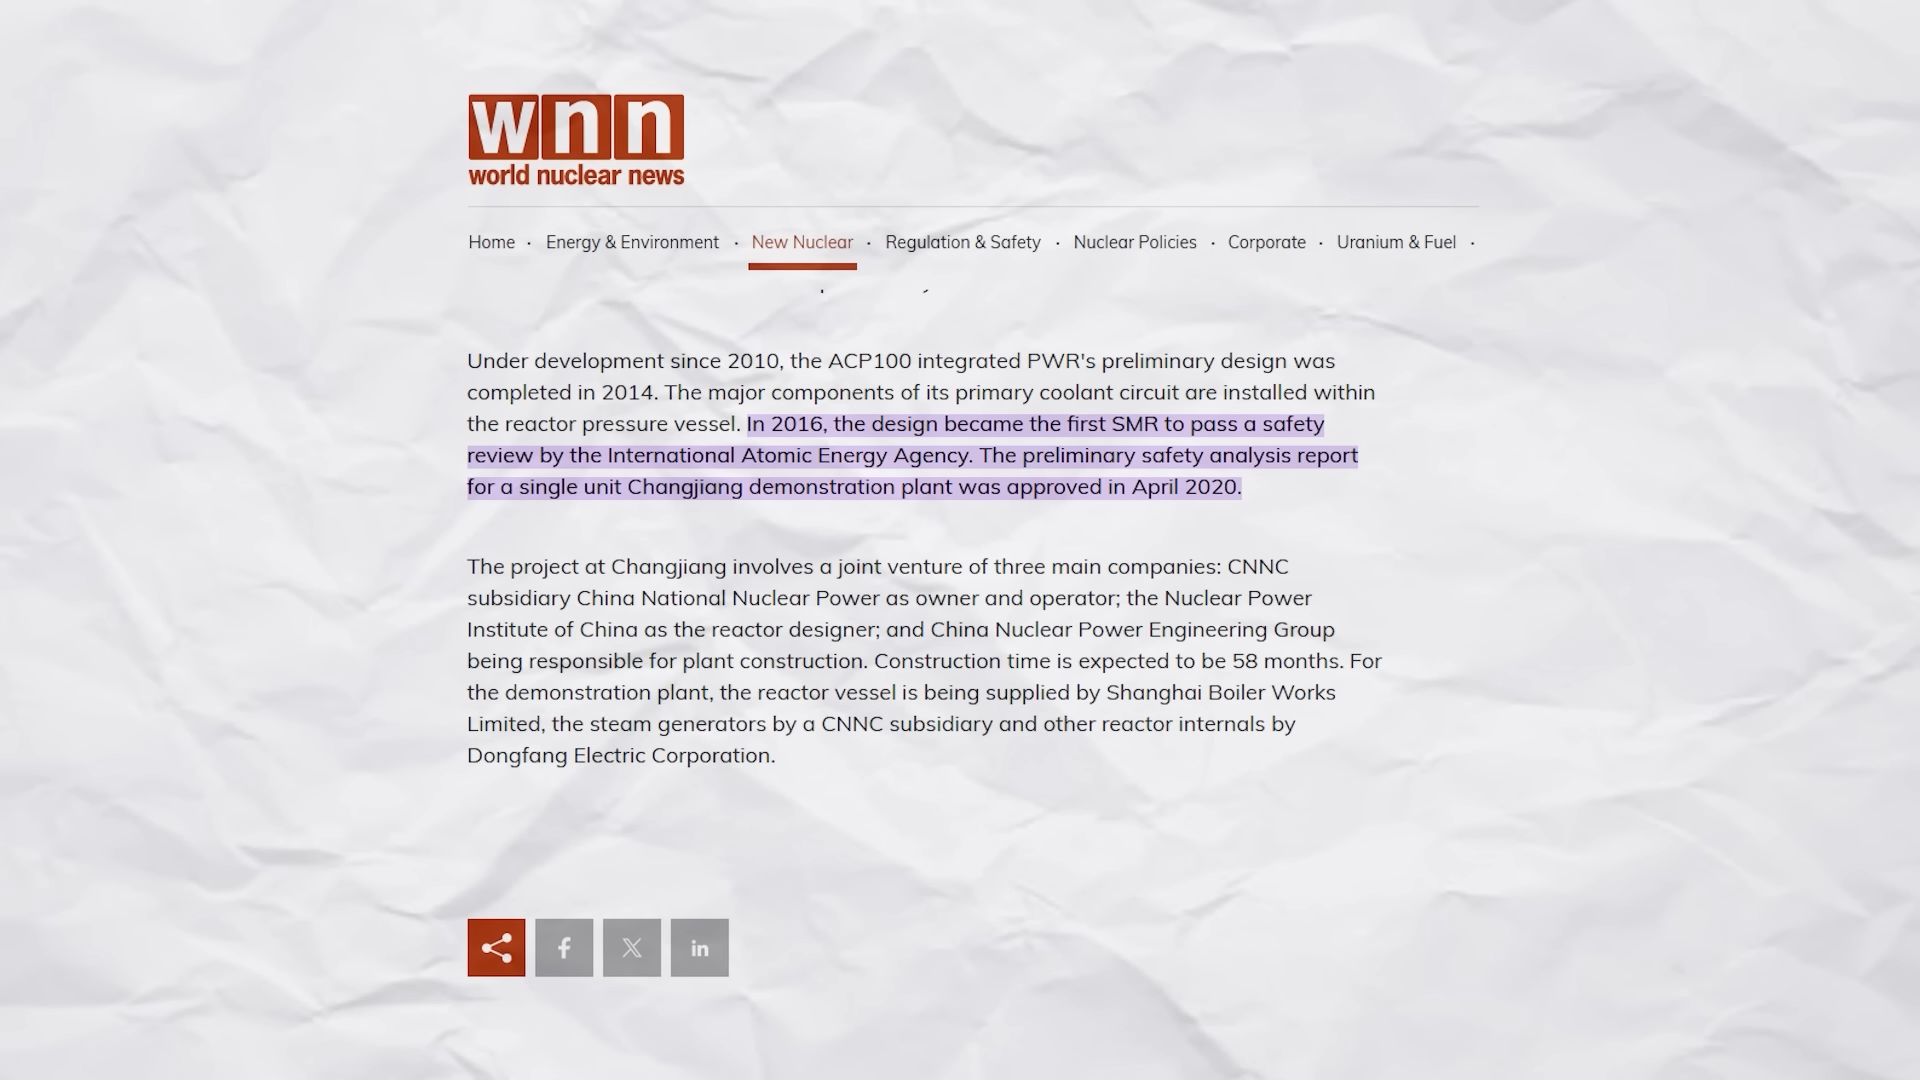 wnn
world nuclear news
Home · Energy & Environment · New Nuclear · Regulation & Safety · Nuclear Policies · Corporate · Uranium & Fuel ·
Under development since 2010, the ACP100 integrated PWR's preliminary design was
completed in 2014. The major components of its primary coolant circuit are installed within
the reactor pressure vessel. In 2016, the design became the first SMR to pass a safety
review by the International Atomic Energy Agency. The preliminary safety analysis report
for a single unit Changjiang demonstration plant was approved in April 2020.
The project at Changjiang involves a joint venture of three main companies: CNNC
subsidiary China National Nuclear Power as owner and operator; the Nuclear Power
Institute of China as the reactor designer; and China Nuclear Power Engineering Group
being responsible for plant construction. Construction time is expected to be 58 months. For
the demonstration plant, the reactor vessel is being supplied by Shanghai Boiler Works
Limited, the steam generators by a CNNC subsidiary and other reactor internals by
Dongfang Electric Corporation.
f X in